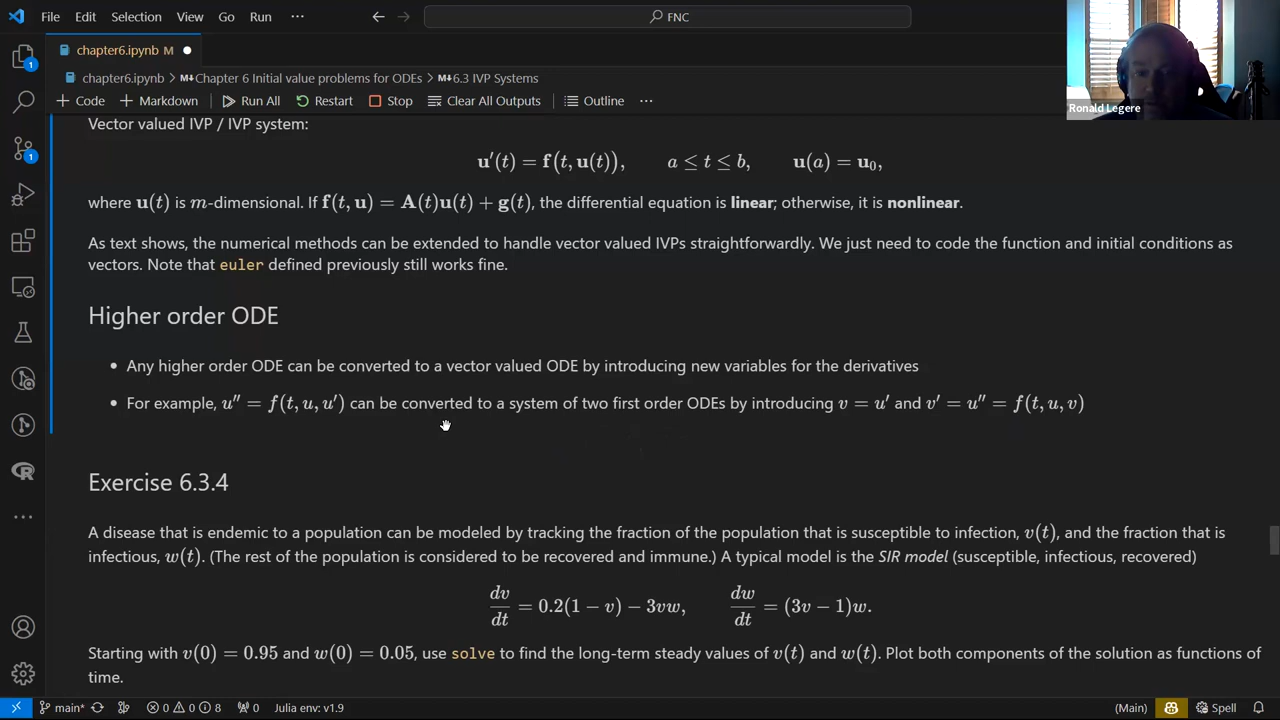 File Edit Selection View Go Run ··· FNC
chapter6.ipynb M
chapter6.ipynb > Chapter 6: Initial value problems for ODEs > 6.3 IVP Systems
Code Markdown Run All Restart Stop Clear All Outputs Outline ···
Ronald Legere
Vector valued IVP / IVP system:
u′(t) = f(t, u(t)), a ≤ t ≤ b, u(a) = u₀,
where u(t) is m-dimensional. If f(t, u) = A(t)u(t) + g(t), the differential equation is linear; otherwise, it is nonlinear.
As text shows, the numerical methods can be extended to handle vector valued IVPs straightforwardly. We just need to code the function and initial conditions as
vectors. Note that euler defined previously still works fine.
Higher order ODE
• Any higher order ODE can be converted to a vector valued ODE by introducing new variables for the derivatives
• For example, u″ = f(t, u, u′) can be converted to a system of two first order ODEs by introducing v = u′ and v′ = u″ = f(t, u, v)
Exercise 6.3.4
A disease that is endemic to a population can be modeled by tracking the fraction of the population that is susceptible to infection, v(t), and the fraction that is
infectious, w(t). (The rest of the population is considered to be recovered and immune.) A typical model is the SIR model (susceptible, infectious, recovered)
dv/dt = 0.2(1 − v) − 3vw, dw/dt = (3v − 1)w.
Starting with v(0) = 0.95 and w(0) = 0.05, use solve to find the long-term steady values of v(t) and w(t). Plot both components of the solution as functions of
time.
main* 0 0 8 0 Julia env: v1.9 (Main) Spell